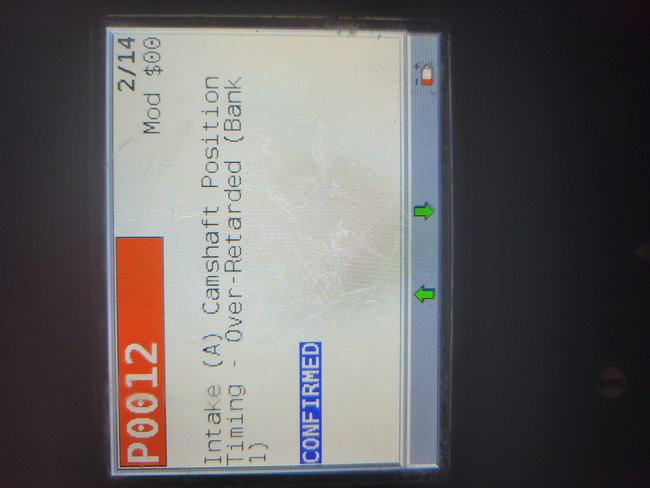 P0012
2/14
Mod $00
Intake (A) Camshaft Position
Timing - Over-Retarded (Bank
1)
CONFIRMED